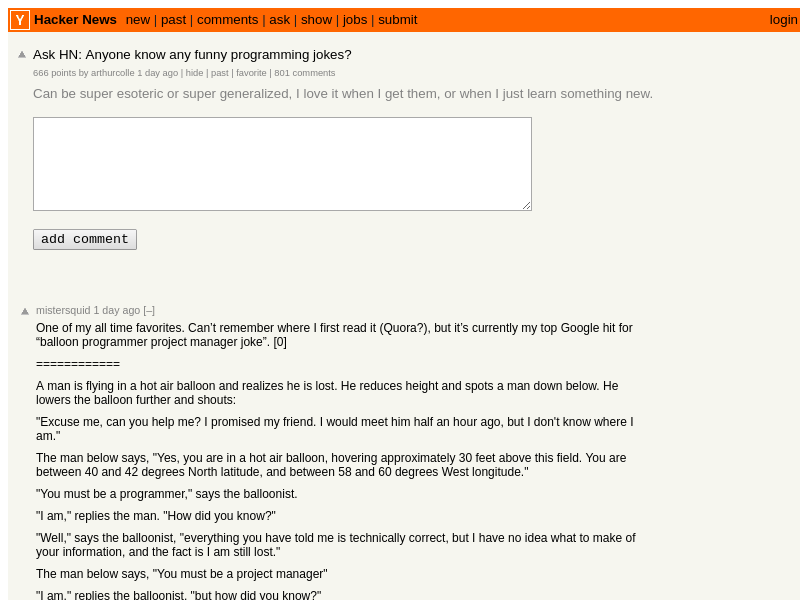 Y Hacker News new | past | comments | ask | show | jobs | submit login
Ask HN: Anyone know any funny programming jokes?
666 points by arthurcolle 1 day ago | hide | past | favorite | 801 comments
Can be super esoteric or super generalized, I love it when I get them, or when I just learn something new.
add comment
mistersquid 1 day ago [–]
One of my all time favorites. Can’t remember where I first read it (Quora?), but it’s currently my top Google hit for
“balloon programmer project manager joke”. [0]
============
A man is flying in a hot air balloon and realizes he is lost. He reduces height and spots a man down below. He
lowers the balloon further and shouts:
"Excuse me, can you help me? I promised my friend. I would meet him half an hour ago, but I don't know where I
am."
The man below says, "Yes, you are in a hot air balloon, hovering approximately 30 feet above this field. You are
between 40 and 42 degrees North latitude, and between 58 and 60 degrees West longitude."
"You must be a programmer," says the balloonist.
"I am," replies the man. "How did you know?"
"Well," says the balloonist, "everything you have told me is technically correct, but I have no idea what to make of
your information, and the fact is I am still lost."
The man below says, "You must be a project manager"
"I am," replies the balloonist, "but how did you know?"